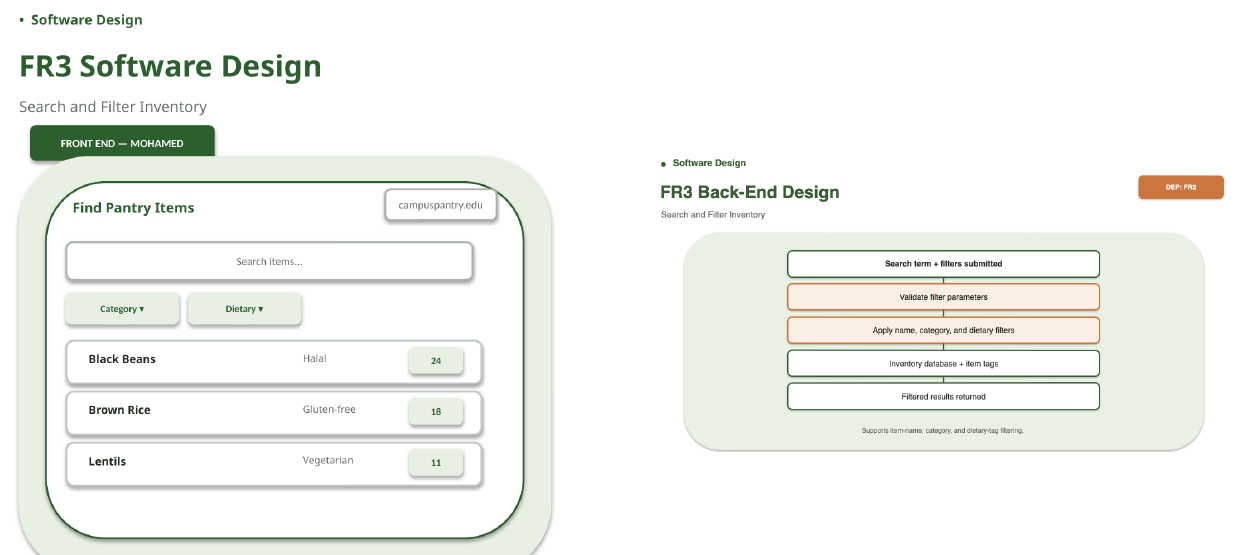 • Software Design
FR3 Software Design
Search and Filter Inventory
FRONT END — MOHAMED
Find Pantry Items
campuspantry.edu
Search items...
Category ▾
Dietary ▾
Black Beans
Halal
24
Brown Rice
Gluten-free
18
Lentils
Vegetarian
11
• Software Design
FR3 Back-End Design
DEP: FR2
Search and Filter Inventory
Search term + filters submitted
Validate filter parameters
Apply name, category, and dietary filters
Inventory database + item tags
Filtered results returned
Supports item-name, category, and dietary-tag filtering.